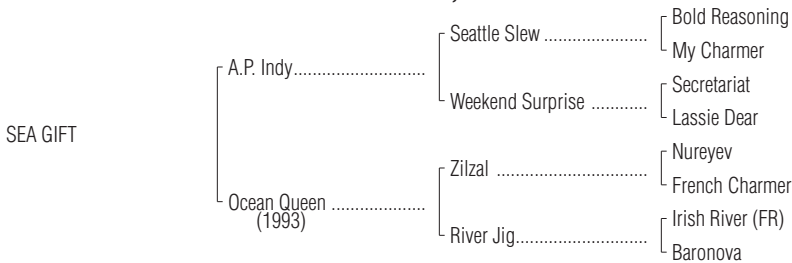 Bold Reasoning
Seattle Slew ......................
My Charmer
A.P. Indy...........................
Secretariat
Weekend Surprise ............
Lassie Dear
SEA GIFT
Nureyev
Zilzal ................................
French Charmer
Ocean Queen ....................
(1993)
Irish River (FR)
River Jig............................
Baronova